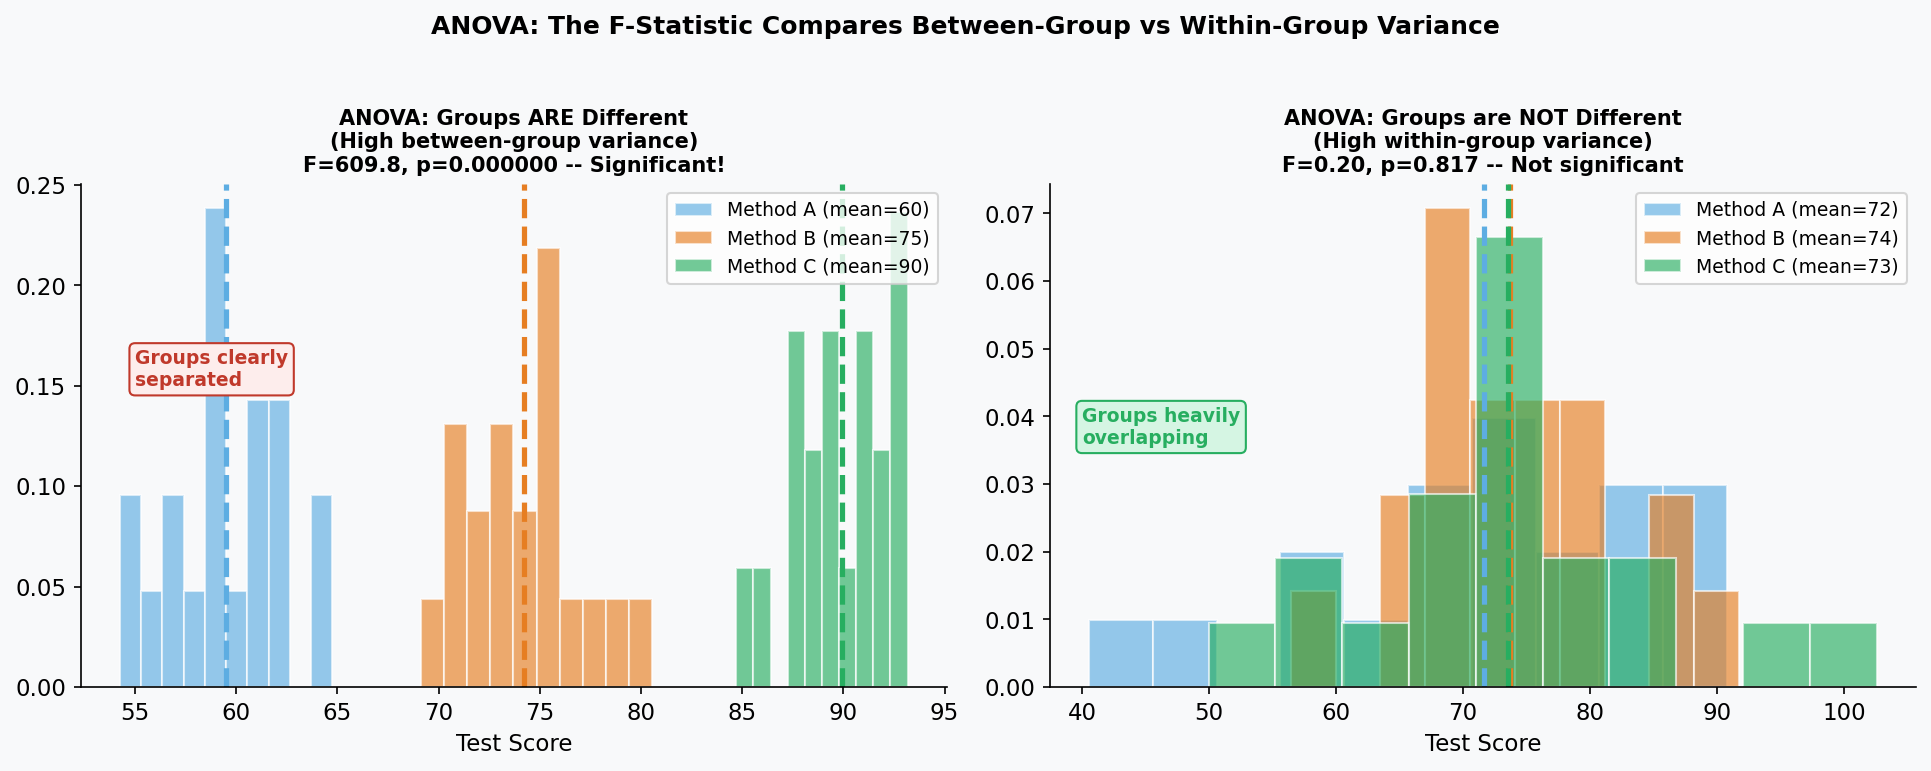 ANOVA: The F-Statistic Compares Between-Group vs Within-Group Variance
ANOVA: Groups ARE Different
(High between-group variance)
F=609.8, p=0.000000 -- Significant!
0.25
0.20
0.15
0.10
0.05
0.00
Method A (mean=60)
Method B (mean=75)
Method C (mean=90)
Groups clearly
separated
55 60 65 70 75 80 85 90 95
Test Score
ANOVA: Groups are NOT Different
(High within-group variance)
F=0.20, p=0.817 -- Not significant
0.07
0.06
0.05
0.04
0.03
0.02
0.01
0.00
Method A (mean=72)
Method B (mean=74)
Method C (mean=73)
Groups heavily
overlapping
40 50 60 70 80 90 100
Test Score